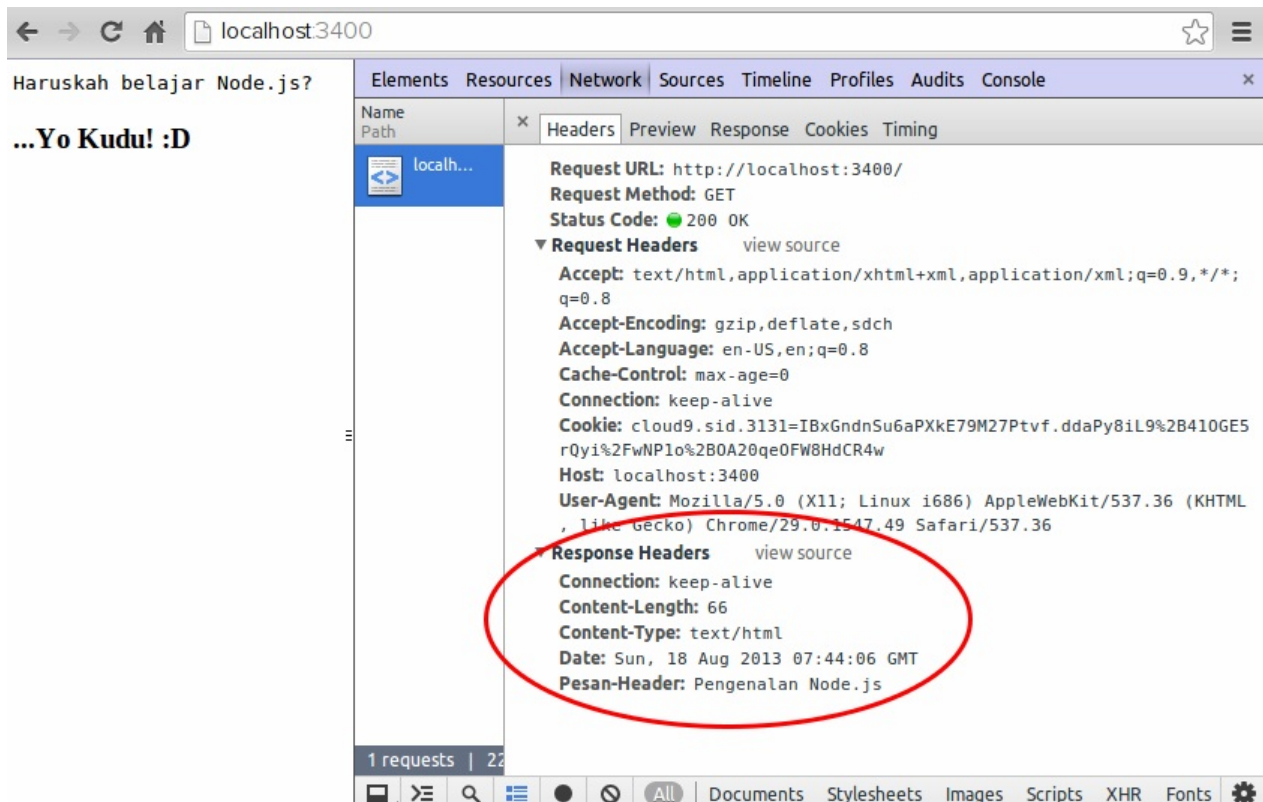 localhost:3400
Haruskah belajar Node.js?
...Yo Kudu! :D
Elements Resources Network Sources Timeline Profiles Audits Console ×
Name
Path
× Headers Preview Response Cookies Timing
localh...
Request URL: http://localhost:3400/
Request Method: GET
Status Code: 200 OK
▼ Request Headers view source
Accept: text/html,application/xhtml+xml,application/xml;q=0.9,*/*;
q=0.8
Accept-Encoding: gzip,deflate,sdch
Accept-Language: en-US,en;q=0.8
Cache-Control: max-age=0
Connection: keep-alive
Cookie: cloud9.sid.3131=IBxGndnSu6aPXkE79M27Ptvf.ddaPy8iL9%2B41OGE5
rQyi%2FwNP1o%2BOA20qeOFW8HdCR4w
Host: localhost:3400
User-Agent: Mozilla/5.0 (X11; Linux i686) AppleWebKit/537.36 (KHTML
, like Gecko) Chrome/29.0.1547.49 Safari/537.36
▼ Response Headers view source
Connection: keep-alive
Content-Length: 66
Content-Type: text/html
Date: Sun, 18 Aug 2013 07:44:06 GMT
Pesan-Header: Pengenalan Node.js
1 requests | 22
All Documents Stylesheets Images Scripts XHR Fonts